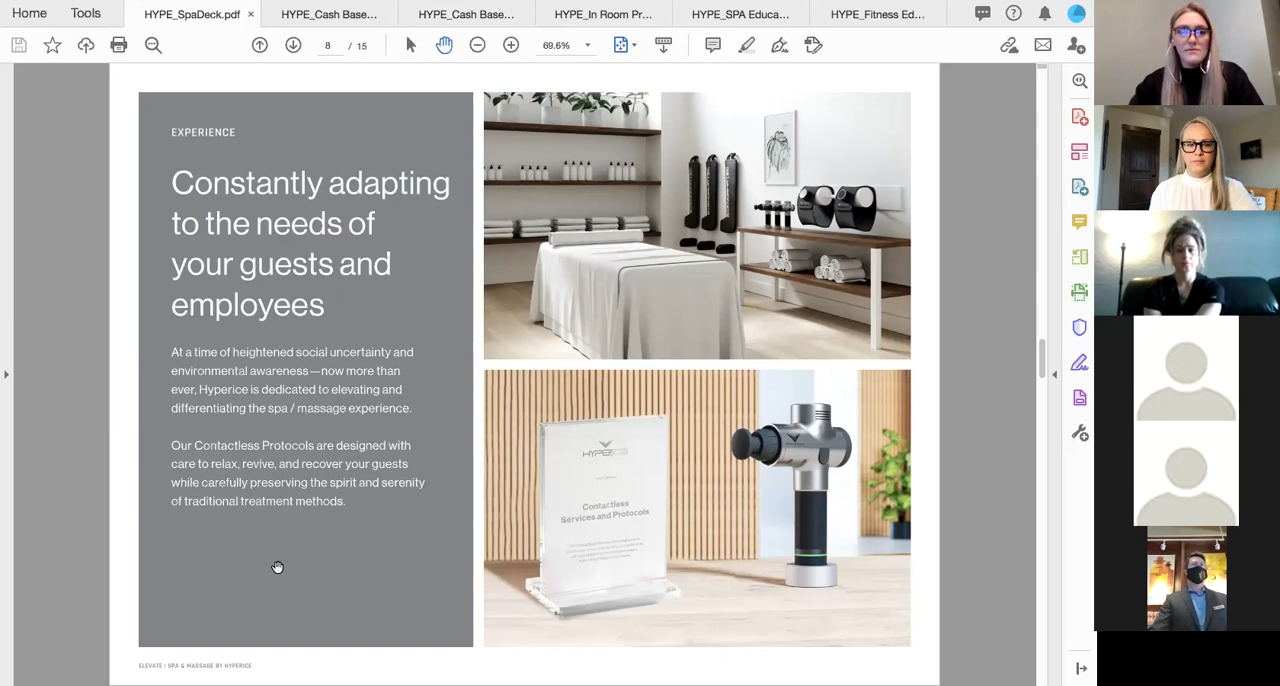 Home
Tools
HYPE_SpaDeck.pdf
HYPE_Cash Base...
HYPE_Cash Base...
HYPE_In Room Pr...
HYPE_SPA Educa...
HYPE_Fitness Ed...
8 / 15
69.6%
EXPERIENCE
Constantly adapting
to the needs of
your guests and
employees
At a time of heightened social uncertainty and
environmental awareness—now more than
ever, Hyperice is dedicated to elevating and
differentiating the spa / massage experience.
Our Contactless Protocols are designed with
care to relax, revive, and recover your guests
while carefully preserving the spirit and serenity
of traditional treatment methods.
HYPERICE
Contactless
Services and Protocols
ELEVATE | SPA & MASSAGE BY HYPERICE